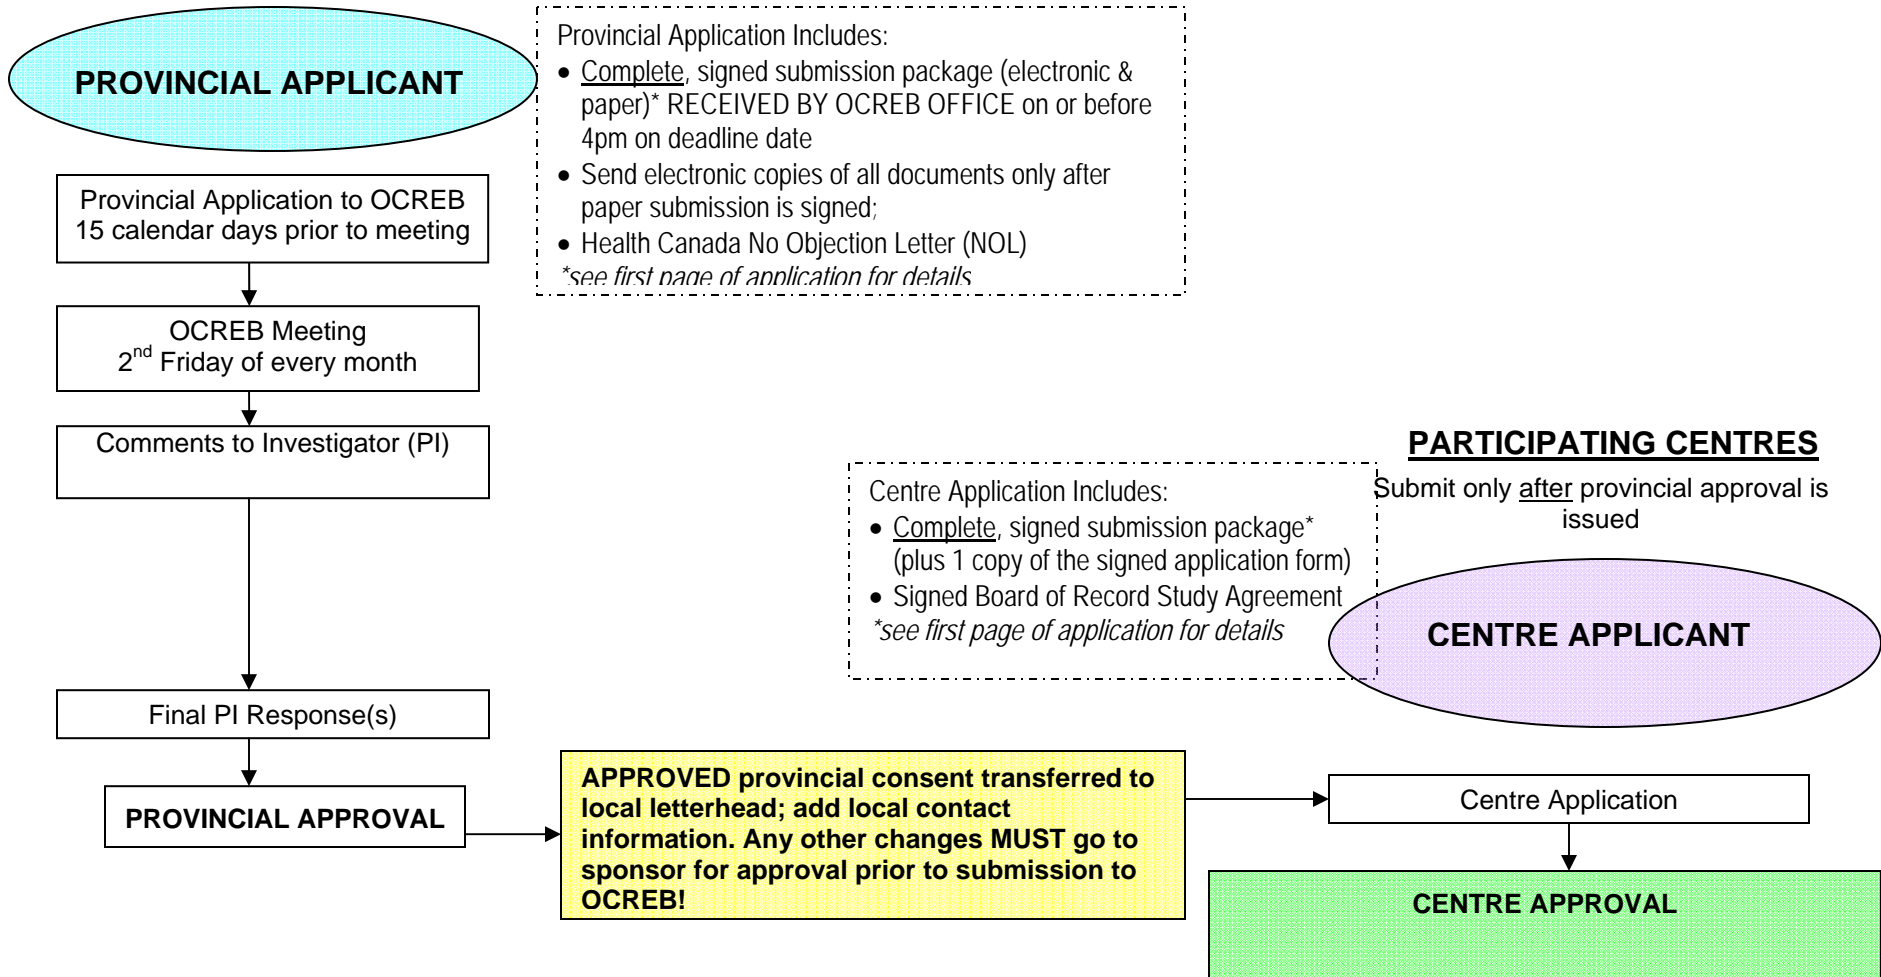 PROVINCIAL APPLICANT
Provincial Application Includes:
• Complete, signed submission package (electronic &
paper)* RECEIVED BY OCREB OFFICE on or before
4pm on deadline date
• Send electronic copies of all documents only after
paper submission is signed;
• Health Canada No Objection Letter (NOL)
*see first page of application for details
Provincial Application to OCREB
15 calendar days prior to meeting
OCREB Meeting
2nd Friday of every month
Comments to Investigator (PI)
PARTICIPATING CENTRES
Submit only after provincial approval is
issued
Centre Application Includes:
• Complete, signed submission package*
(plus 1 copy of the signed application form)
• Signed Board of Record Study Agreement
*see first page of application for details
CENTRE APPLICANT
Final PI Response(s)
PROVINCIAL APPROVAL
APPROVED provincial consent transferred to
local letterhead; add local contact
information. Any other changes MUST go to
sponsor for approval prior to submission to
OCREB!
Centre Application
CENTRE APPROVAL